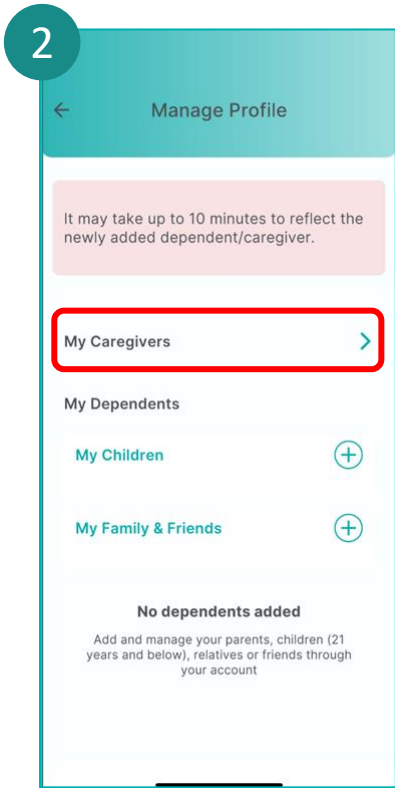 2
Manage Profile
It may take up to 10 minutes to reflect the
newly added dependent/caregiver.
My Caregivers
My Dependents
My Children
My Family & Friends
No dependents added
Add and manage your parents, children (21
years and below), relatives or friends through
your account